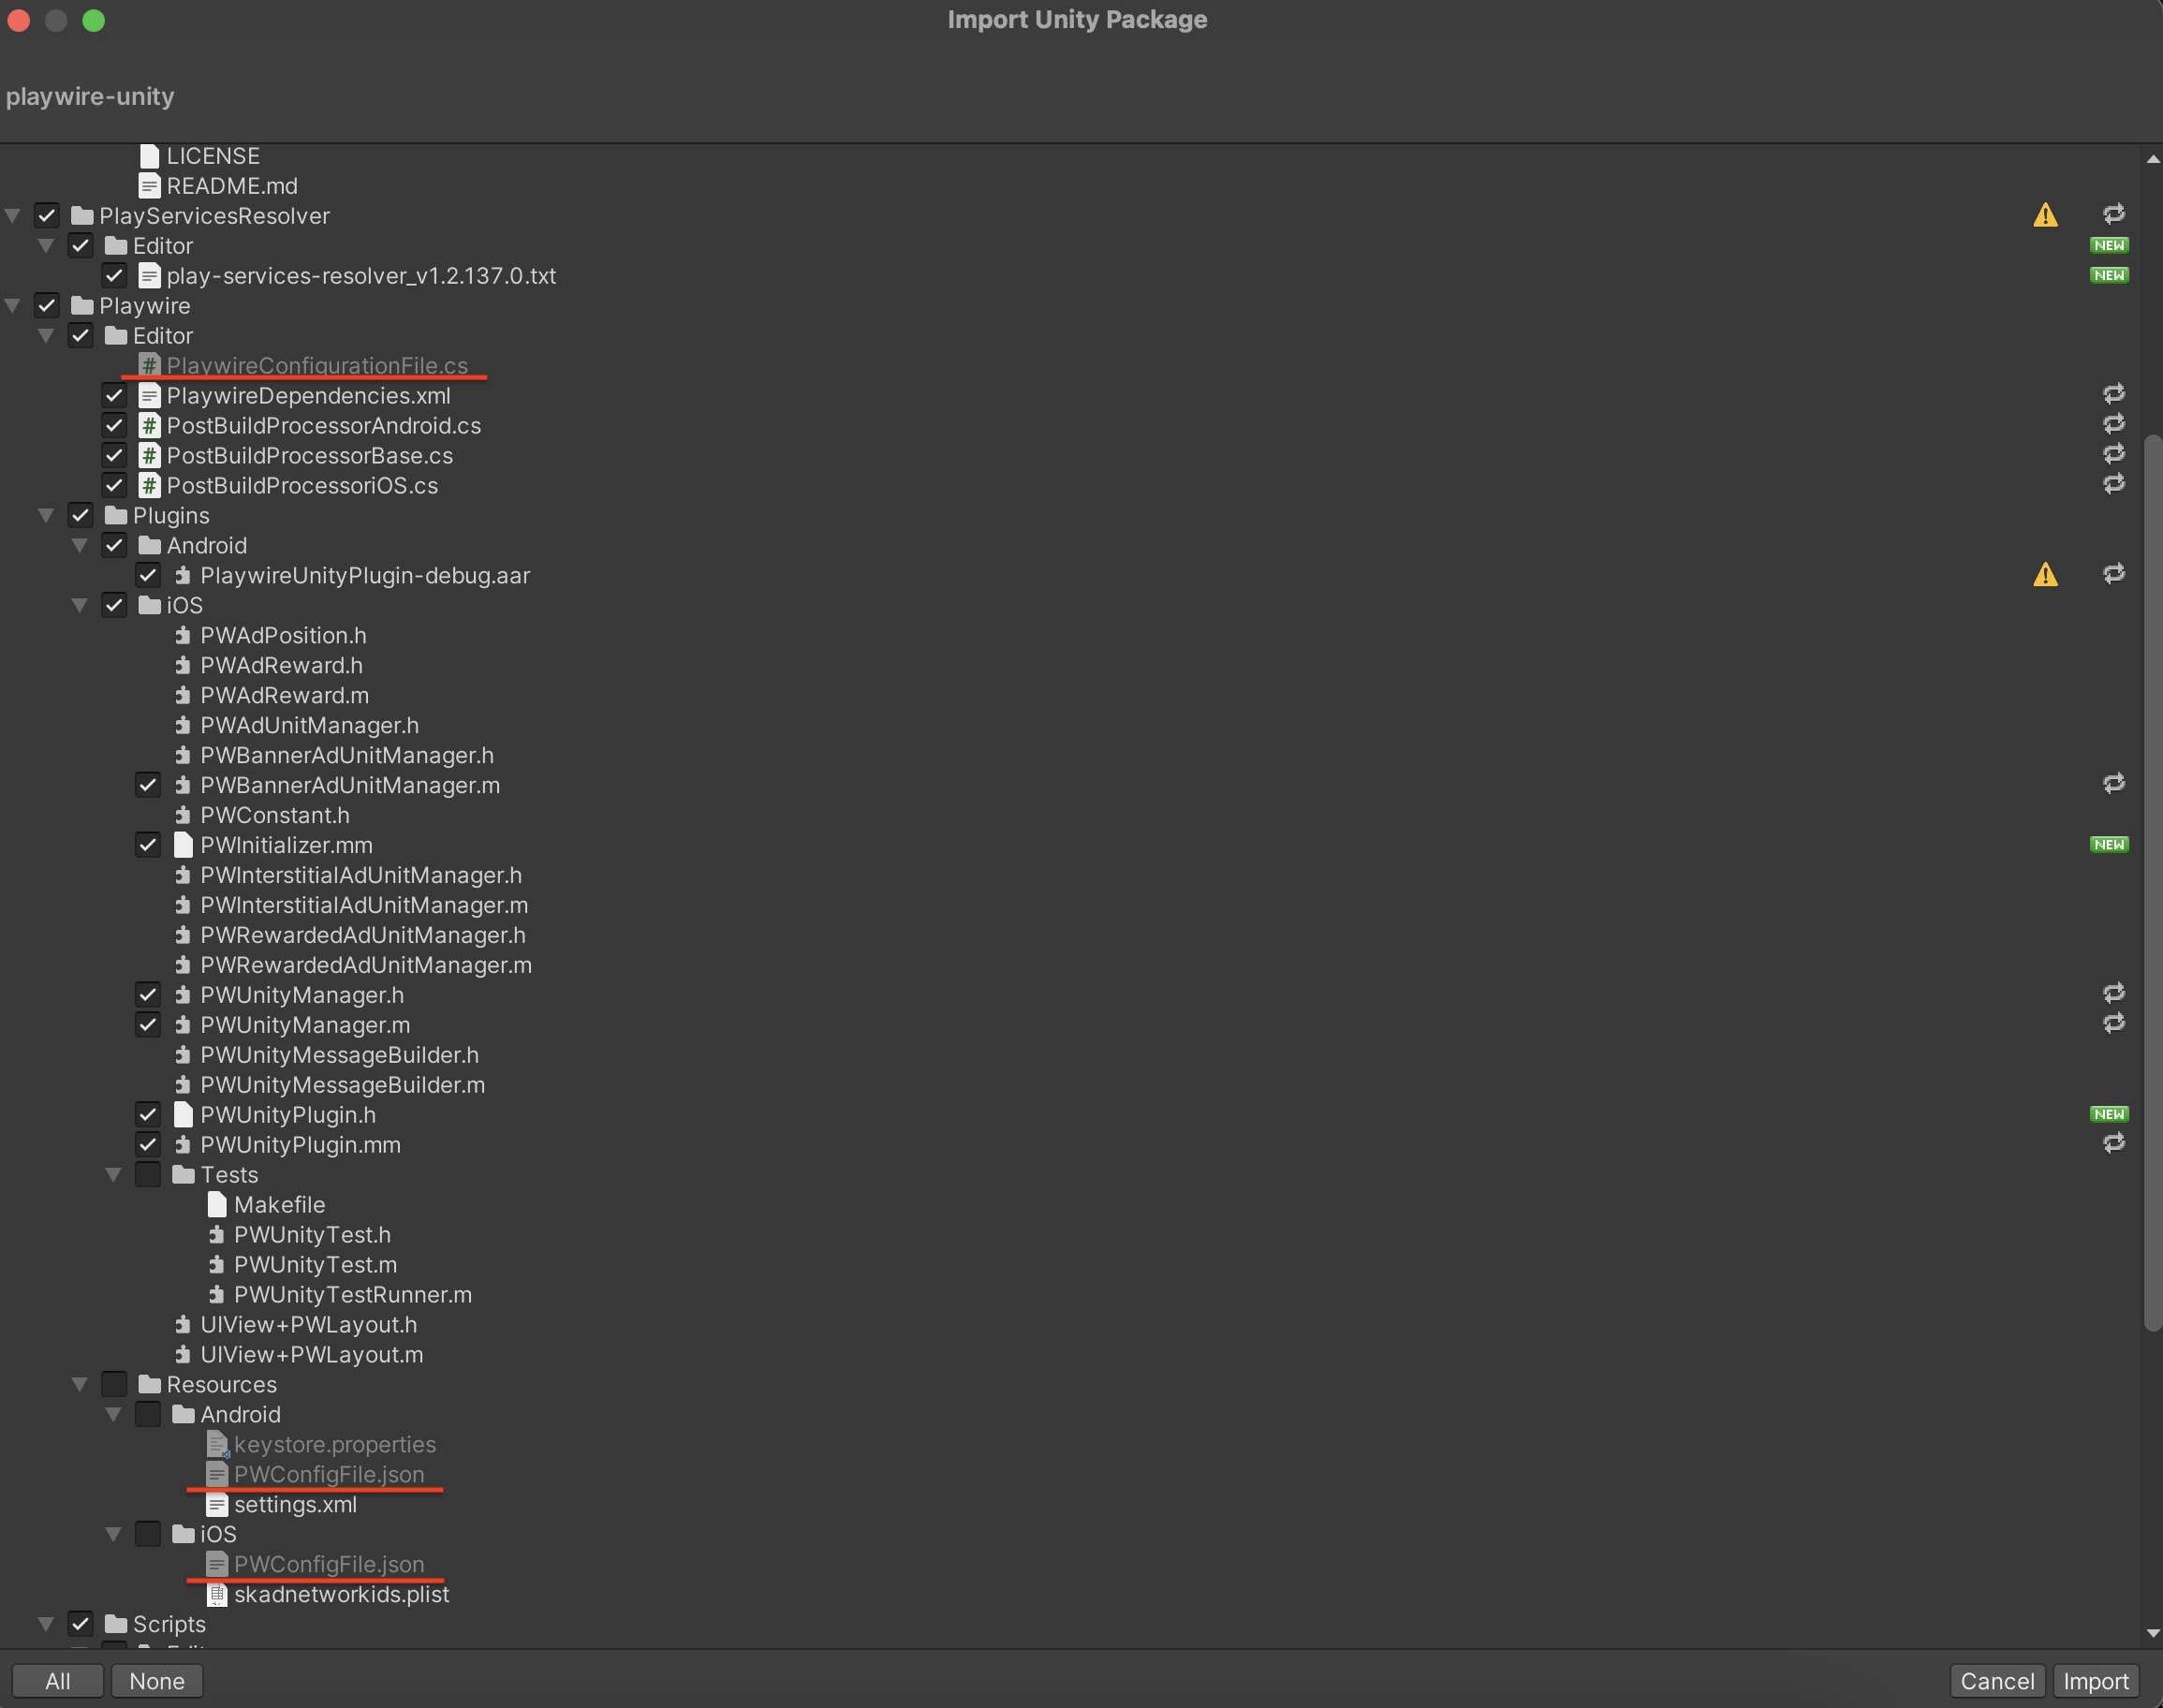 Import Unity Package
playwire-unity
LICENSE
README.md
PlayServicesResolver
Editor
NEW
play-services-resolver_v1.2.137.0.txt
NEW
Playwire
Editor
PlaywireConfigurationFile.cs
PlaywireDependencies.xml
PostBuildProcessorAndroid.cs
PostBuildProcessorBase.cs
PostBuildProcessoriOS.cs
Plugins
Android
PlaywireUnityPlugin-debug.aar
iOS
PWAdPosition.h
PWAdReward.h
PWAdReward.m
PWAdUnitManager.h
PWBannerAdUnitManager.h
PWBannerAdUnitManager.m
PWConstant.h
PWInitializer.mm
NEW
PWInterstitialAdUnitManager.h
PWInterstitialAdUnitManager.m
PWRewardedAdUnitManager.h
PWRewardedAdUnitManager.m
PWUnityManager.h
PWUnityManager.m
PWUnityMessageBuilder.h
PWUnityMessageBuilder.m
PWUnityPlugin.h
NEW
PWUnityPlugin.mm
Tests
Makefile
PWUnityTest.h
PWUnityTest.m
PWUnityTestRunner.m
UIView+PWLayout.h
UIView+PWLayout.m
Resources
Android
keystore.properties
PWConfigFile.json
settings.xml
iOS
PWConfigFile.json
skadnetworkids.plist
Scripts
All None Cancel Import